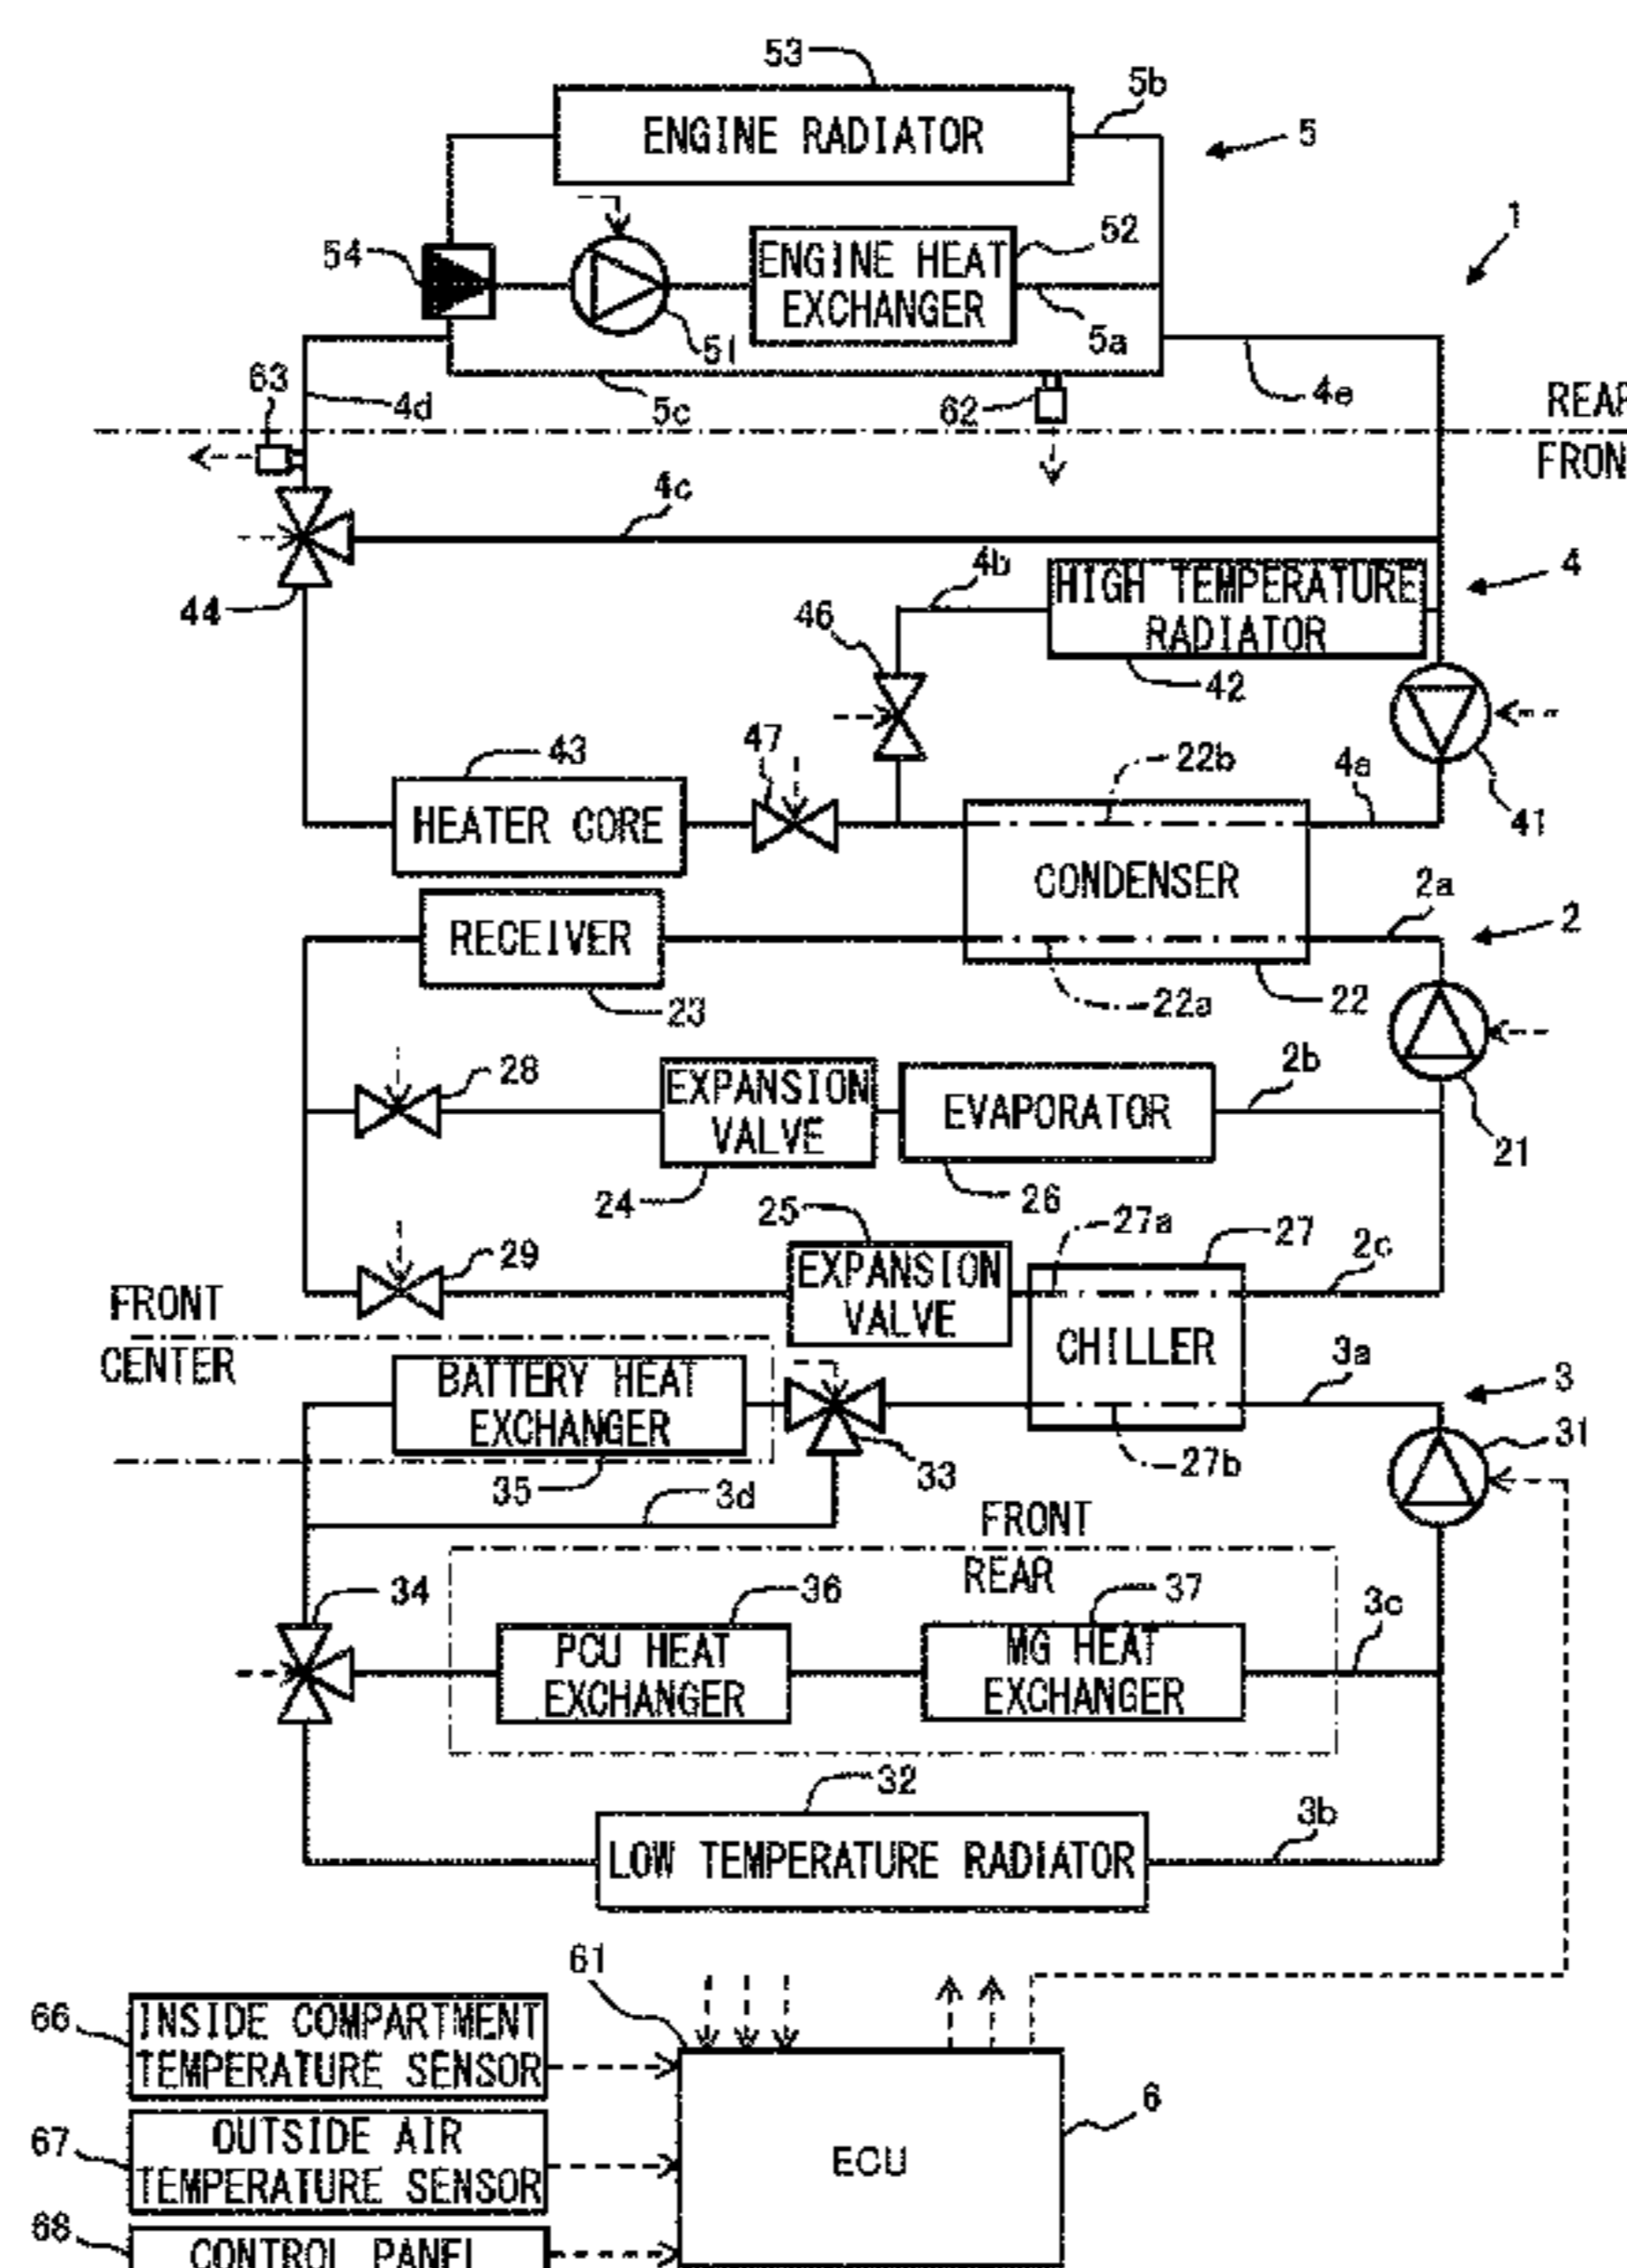 53
5b
ENGINE RADIATOR
5
1
54
ENGINE HEAT
EXCHANGER
52
51
5a
63
4d
5c
62
4e
FRONT
4c
44
4b
HIGH TEMPERATURE
RADIATOR
4
46
42
47
43
22b
4a
41
HEATER CORE
CONDENSER
2a
2
RECEIVER
23
22a
22
28
EXPANSION
VALVE
EVAPORATOR
2b
21
24
26
25
27a
27
2c
29
EXPANSION
VALVE
FRONT
CENTER
CHILLER
3a
3
BATTERY HEAT
EXCHANGER
31
35
3d
33
27b
FRONT
REAR
34
36
37
3c
PCU HEAT
EXCHANGER
MG HEAT
EXCHANGER
32
3b
LOW TEMPERATURE RADIATOR
61
66
INSIDE COMPARTMENT
TEMPERATURE SENSOR
6
67
OUTSIDE AIR
TEMPERATURE SENSOR
ECU
68
CONTROL PANEL